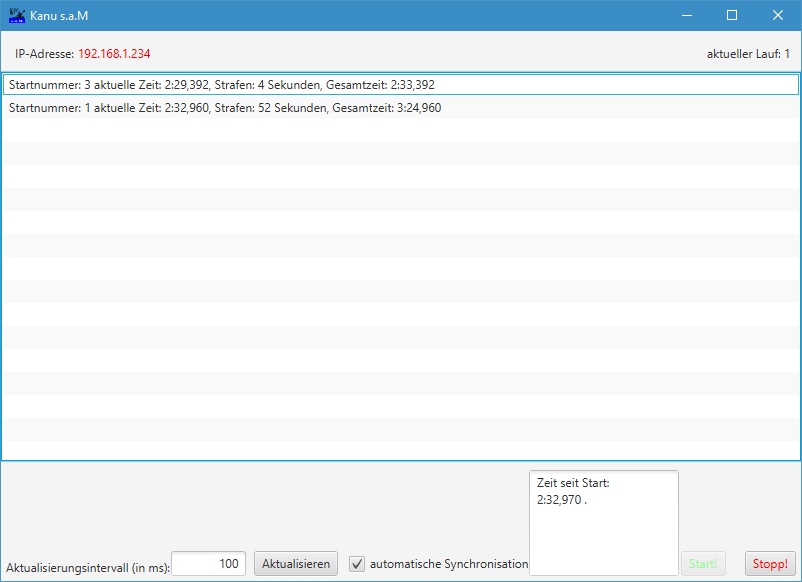 Kanu s.a.M
IP-Adresse: 192.168.1.234
aktueller Lauf: 1
Startnummer: 3 aktuelle Zeit: 2:29,392, Strafen: 4 Sekunden, Gesamtzeit: 2:33,392
Startnummer: 1 aktuelle Zeit: 2:32,960, Strafen: 52 Sekunden, Gesamtzeit: 3:24,960
Zeit seit Start:
2:32,970 .
Aktualisierungsintervall (in ms): 100 Aktualisieren automatische Synchronisation Start! Stopp!